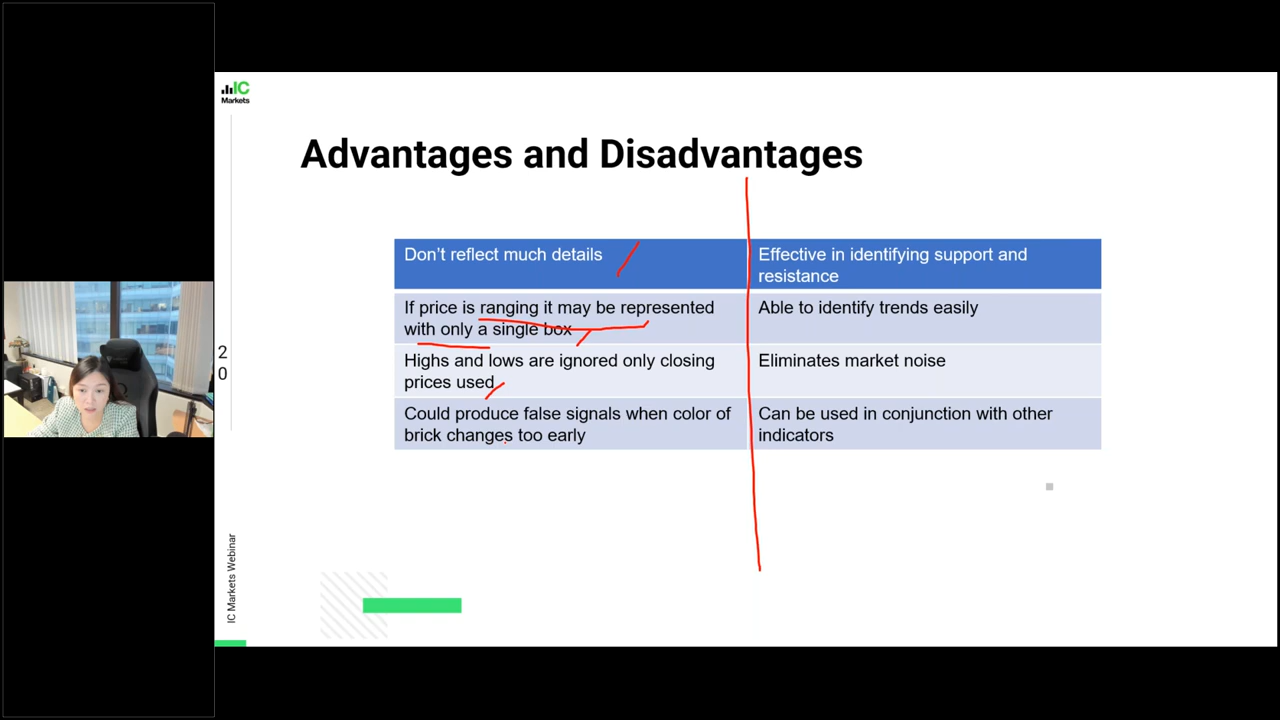 IC
Markets
Advantages and Disadvantages
Don't reflect much details
Effective in identifying support and
resistance
If price is ranging it may be represented
with only a single box
Able to identify trends easily
Highs and lows are ignored only closing
prices used
Eliminates market noise
Could produce false signals when color of
brick changes too early
Can be used in conjunction with other
indicators
2
0
IC Markets Webinar